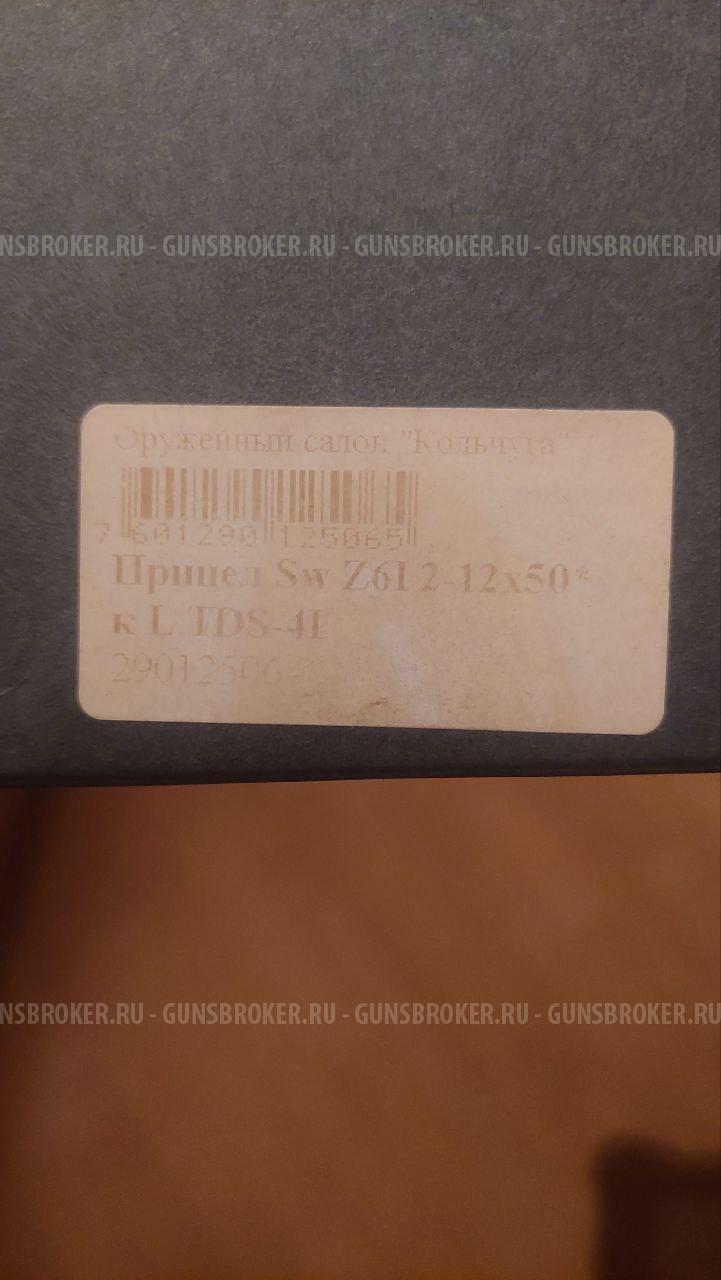 NSBROKER.RU - GUNSBROKER.RU - GUNSBROKER.RU - GUNSBROKER.RU
Оружейный салон "Кольчуга"
7 601290 125065
Прицел Sw Z6I 2-12x50*
к L TDS-4I
29012506
NSBROKER.RU - GUNSBROKER.RU - GUNSBROKER.RU - GUNSBROKER.RU